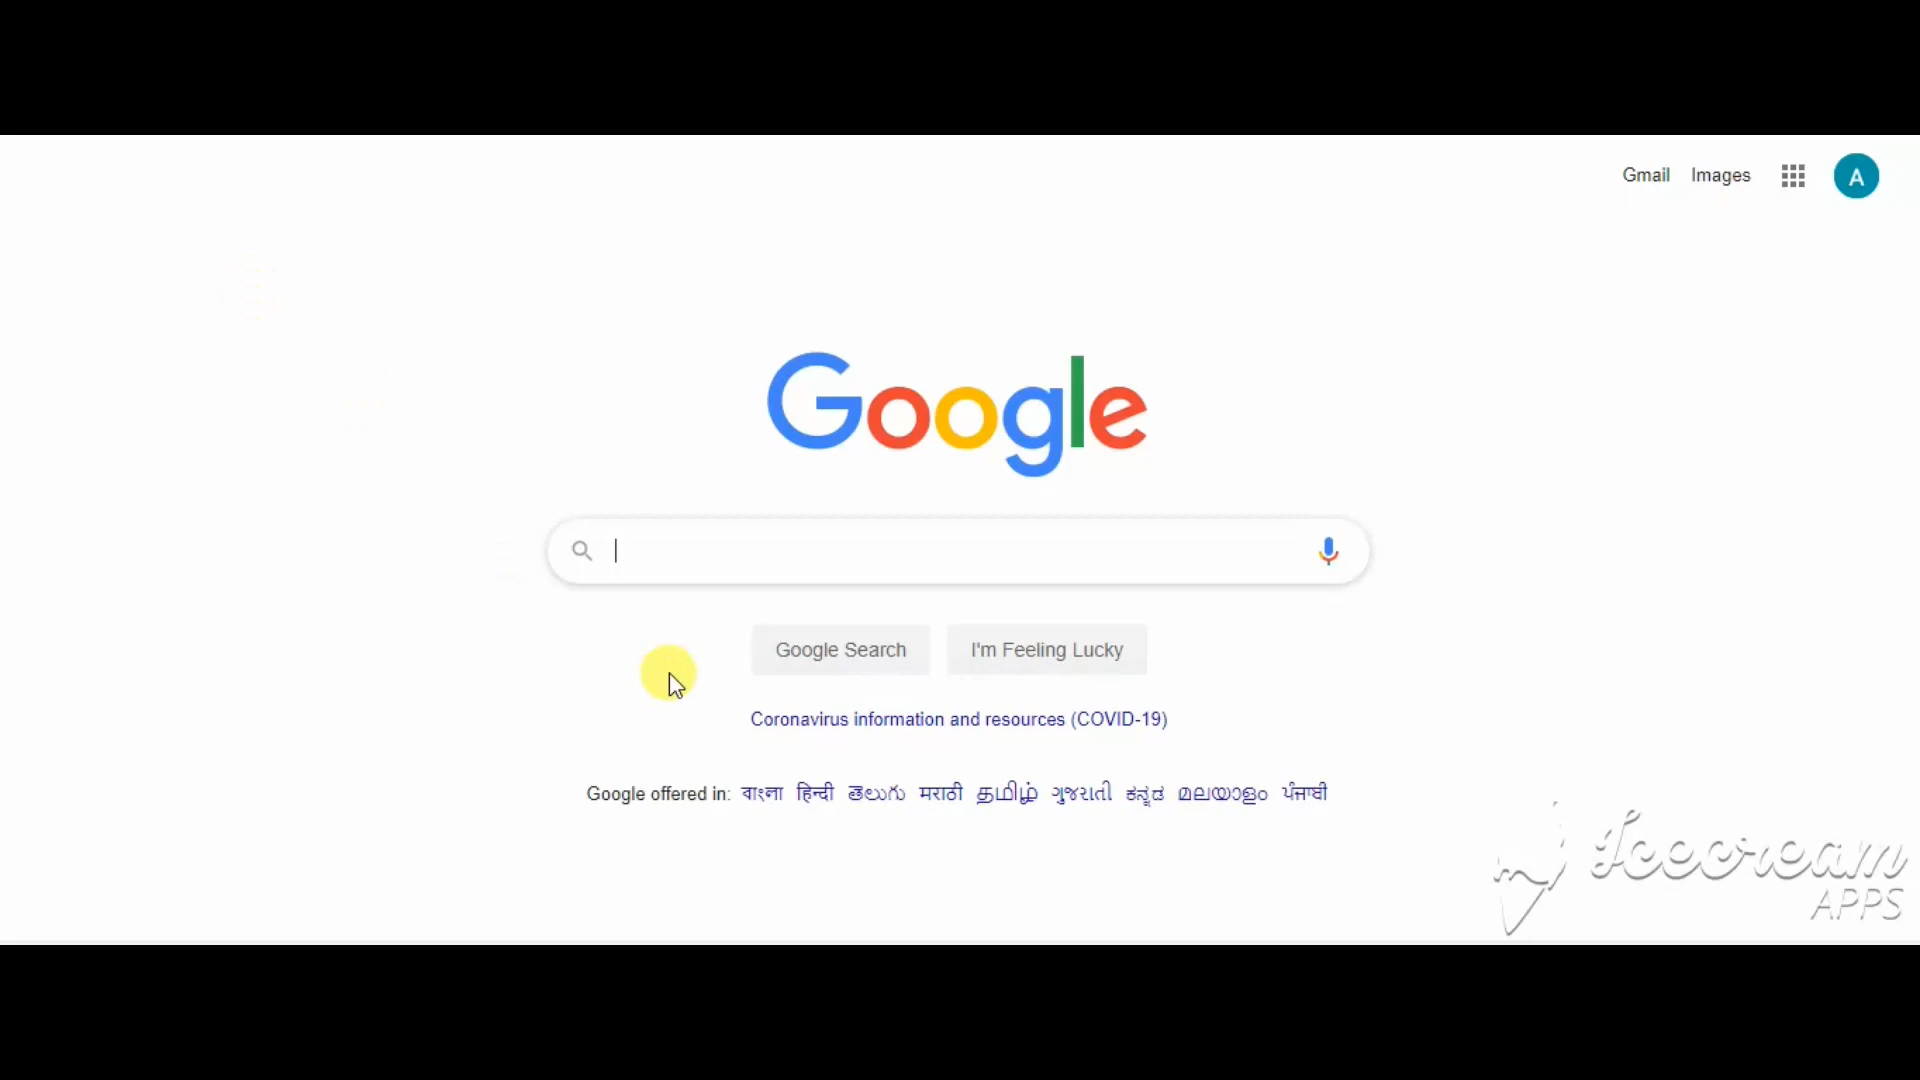 Gmail Images A
Google
Google Search I'm Feeling Lucky
Coronavirus information and resources (COVID-19)
Google offered in: বাংলা हिन्दी తెలుగు मराठी தமிழ் ગુજરાતી ಕನ್ನಡ മലയാളം ਪੰਜਾਬੀ
Icecream
APPS